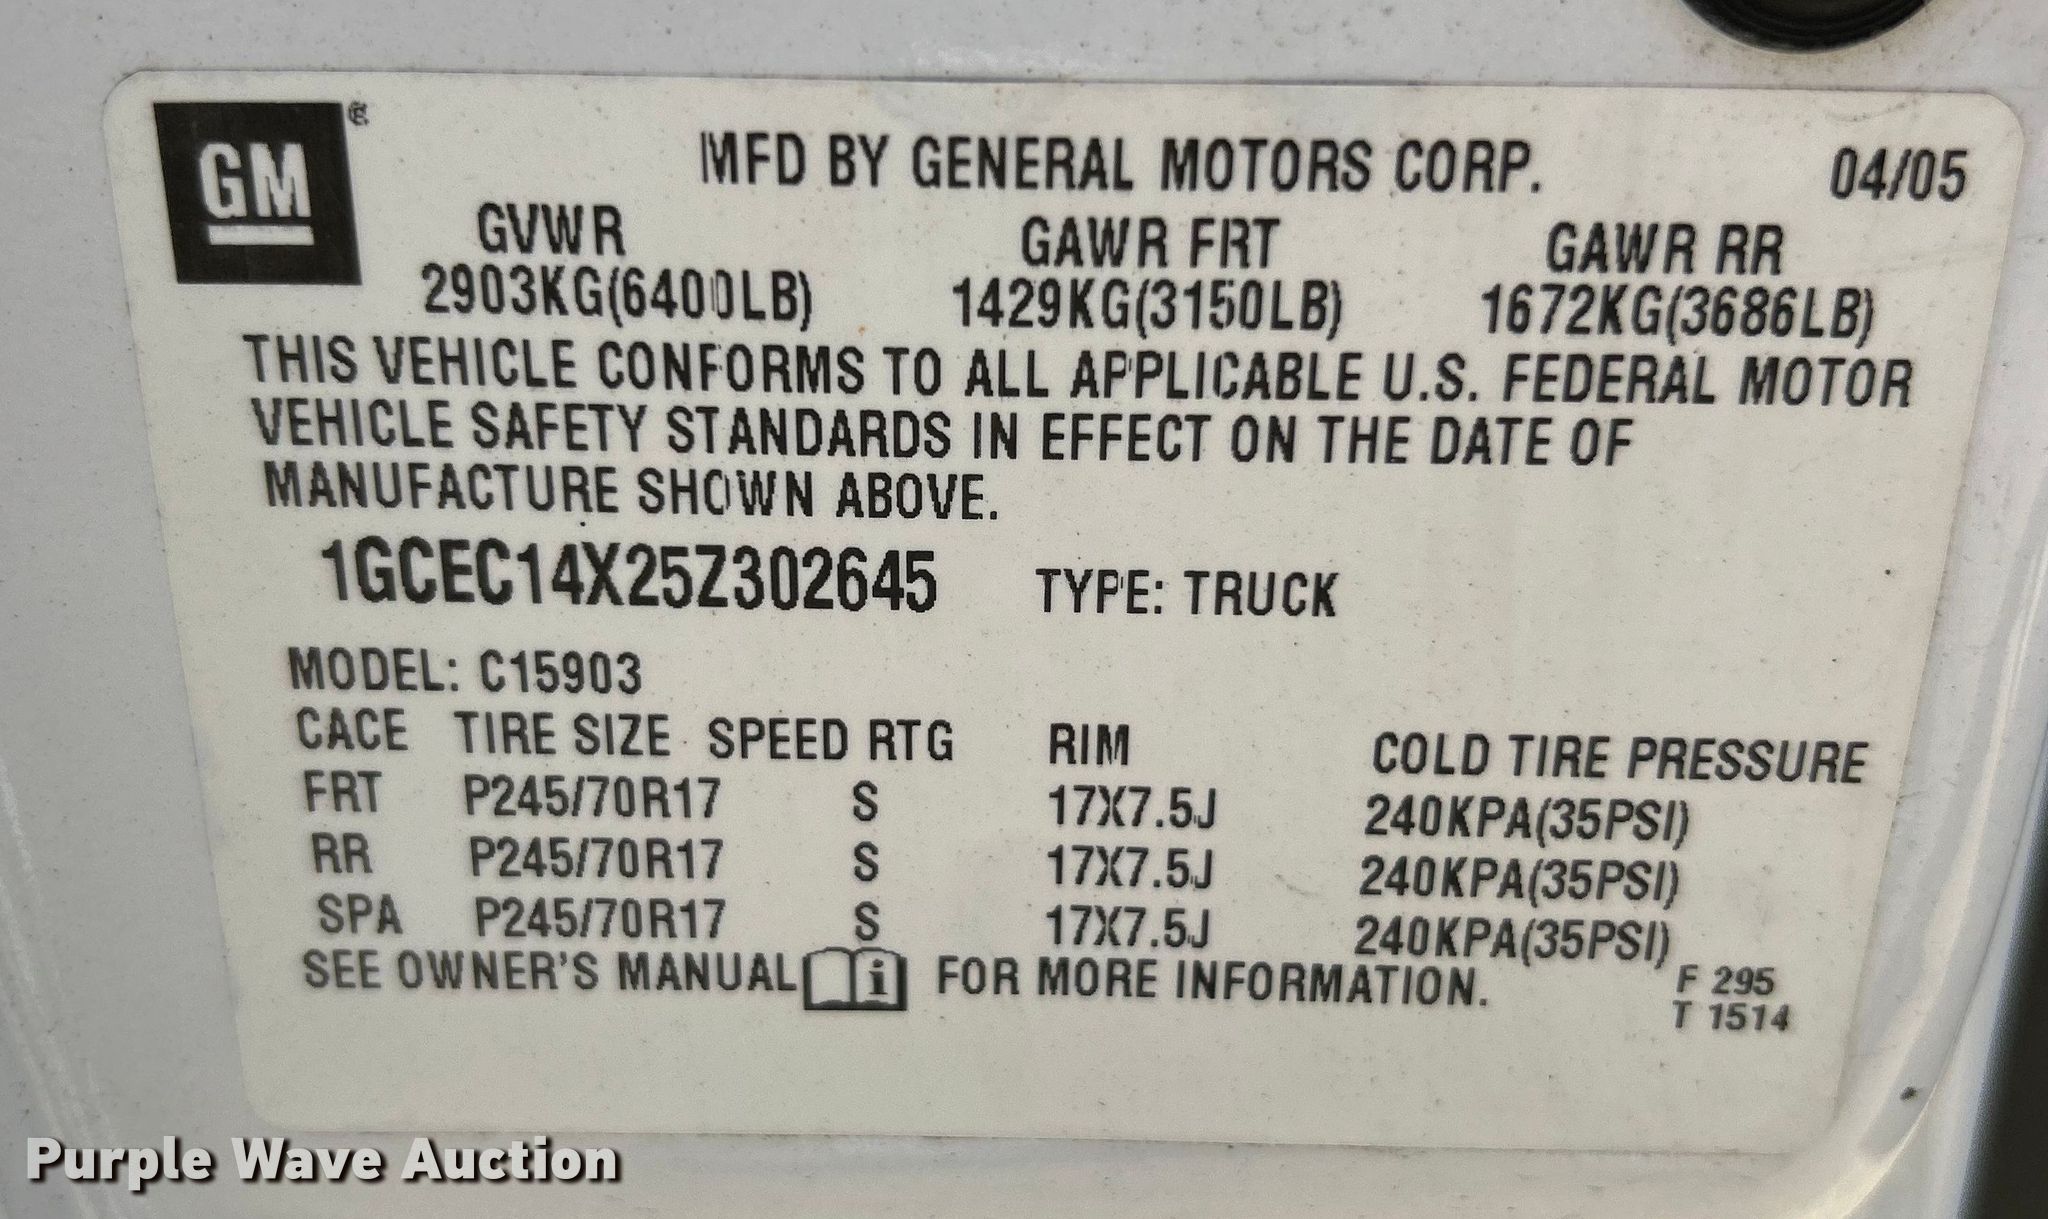 GM
MFD BY GENERAL MOTORS CORP. 04/05
GVWR GAWR FRT GAWR RR
2903KG(6400LB) 1429KG(3150LB) 1672KG(3686LB)
THIS VEHICLE CONFORMS TO ALL APPLICABLE U.S. FEDERAL MOTOR
VEHICLE SAFETY STANDARDS IN EFFECT ON THE DATE OF
MANUFACTURE SHOWN ABOVE.
1GCEC14X25Z302645 TYPE: TRUCK
MODEL: C15903
CACE TIRE SIZE SPEED RTG RIM COLD TIRE PRESSURE
FRT P245/70R17 S 17X7.5J 240KPA(35PSI)
RR P245/70R17 S 17X7.5J 240KPA(35PSI)
SPA P245/70R17 S 17X7.5J 240KPA(35PSI)
SEE OWNER'S MANUAL i FOR MORE INFORMATION.
F 295
T 1514
Purple Wave Auction